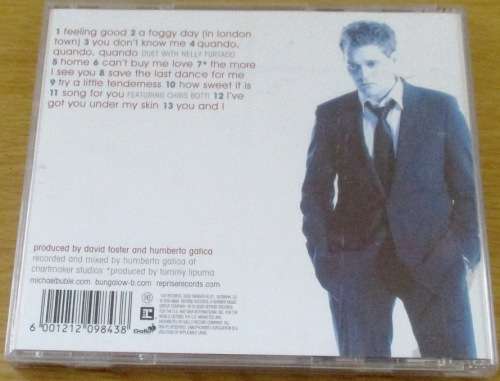 1 feeling good 2 a foggy day (in london
town) 3 you don't know me 4 quando,
quando, quando DUET WITH NELLY FURTADO
5 home 6 can't buy me love 7* the more
I see you 8 save the last dance for me
9 try a little tenderness 10 how sweet it is
11 song for you FEATURING CHRIS BOTTI 12 I've
got you under my skin 13 you and I
produced by david foster and humberto gatica
recorded and mixed by humberto gatica at
chartmaker studios *produced by tommy lipuma
michaelbuble.com bungalow-b.com repriserecords.com
6 001212 098438